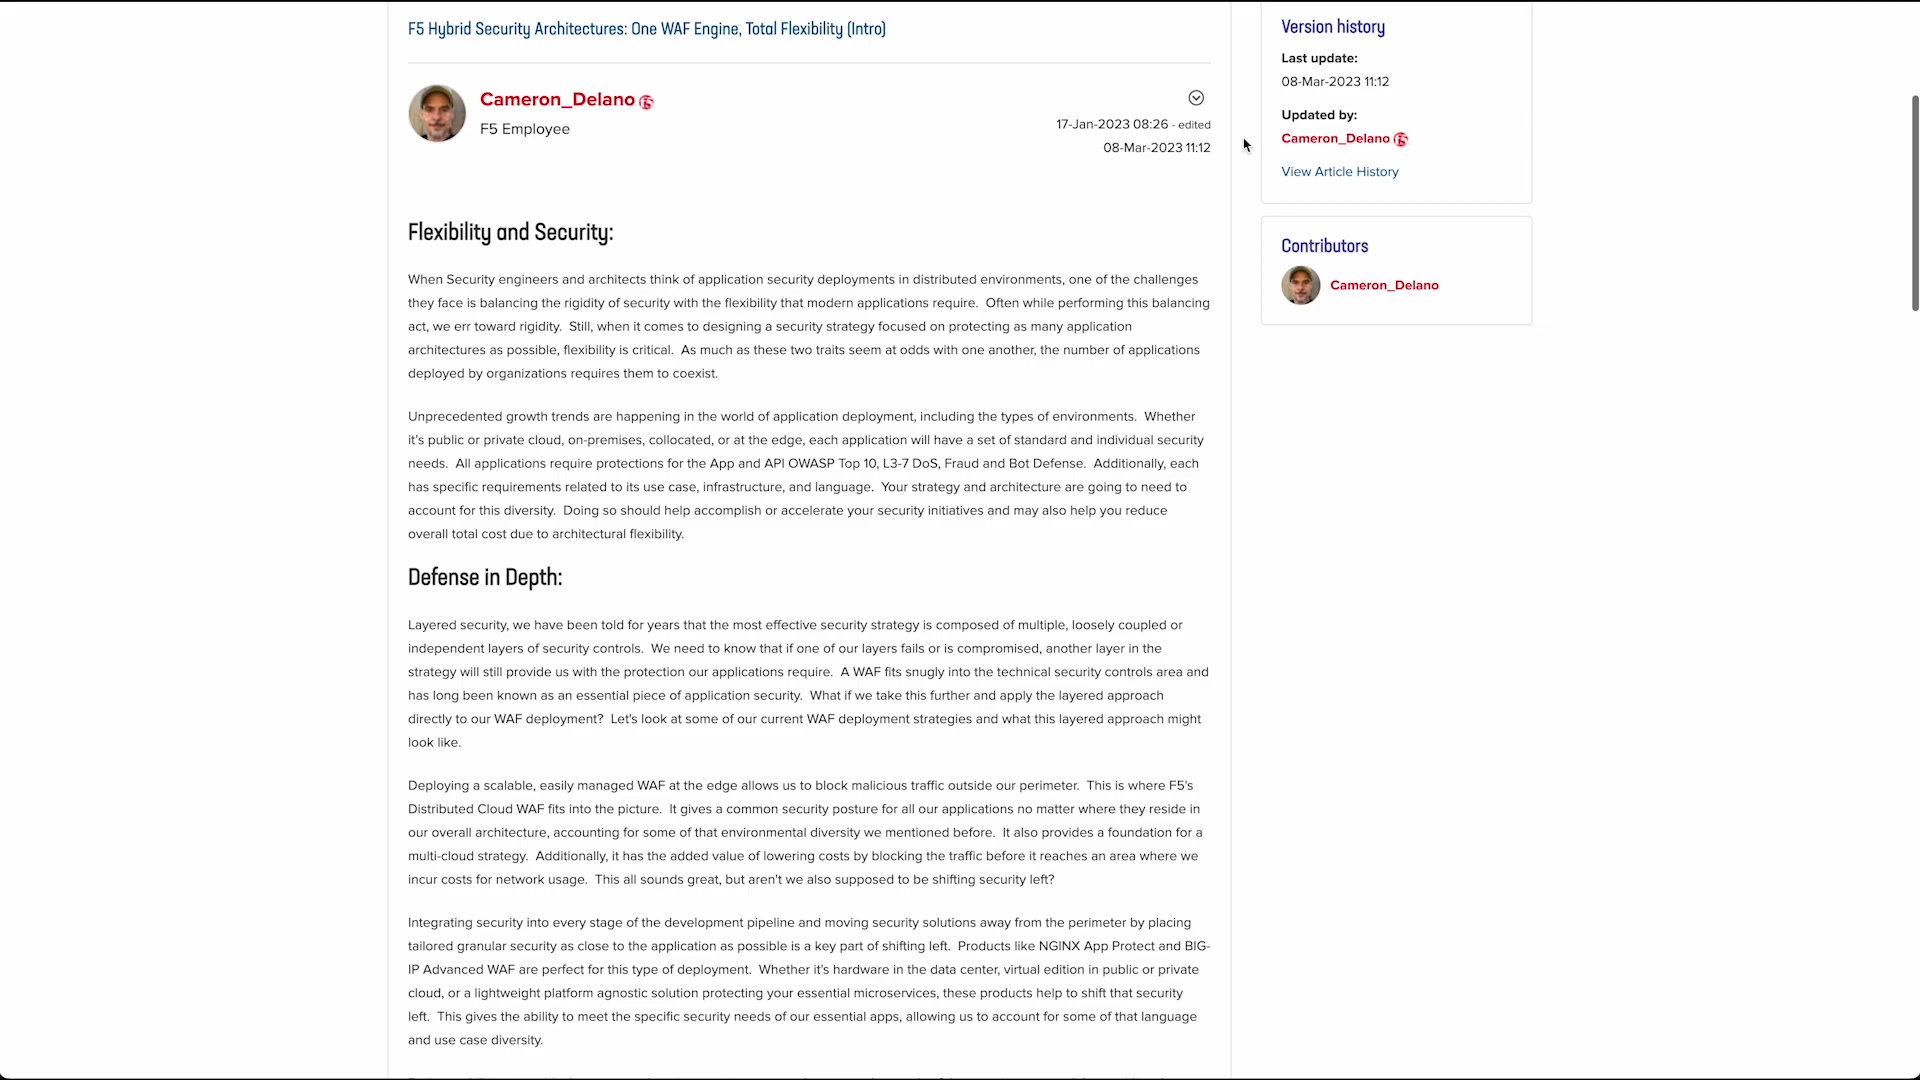 F5 Hybrid Security Architectures: One WAF Engine, Total Flexibility (Intro)
Cameron_Delano
F5 Employee
17-Jan-2023 08:26 - edited
08-Mar-2023 11:12
Flexibility and Security:
When Security engineers and architects think of application security deployments in distributed environments, one of the challenges
they face is balancing the rigidity of security with the flexibility that modern applications require.  Often while performing this balancing
act, we err toward rigidity.  Still, when it comes to designing a security strategy focused on protecting as many application
architectures as possible, flexibility is critical.  As much as these two traits seem at odds with one another, the number of applications
deployed by organizations requires them to coexist.
Unprecedented growth trends are happening in the world of application deployment, including the types of environments.  Whether
it's public or private cloud, on-premises, collocated, or at the edge, each application will have a set of standard and individual security
needs.  All applications require protections for the App and API OWASP Top 10, L3-7 DoS, Fraud and Bot Defense.  Additionally, each
has specific requirements related to its use case, infrastructure, and language.  Your strategy and architecture are going to need to
account for this diversity.  Doing so should help accomplish or accelerate your security initiatives and may also help you reduce
overall total cost due to architectural flexibility.
Defense in Depth:
Layered security, we have been told for years that the most effective security strategy is composed of multiple, loosely coupled or
independent layers of security controls.  We need to know that if one of our layers fails or is compromised, another layer in the
strategy will still provide us with the protection our applications require.  A WAF fits snugly into the technical security controls area and
has long been known as an essential piece of application security.  What if we take this further and apply the layered approach
directly to our WAF deployment?  Let's look at some of our current WAF deployment strategies and what this layered approach might
look like.
Deploying a scalable, easily managed WAF at the edge allows us to block malicious traffic outside our perimeter.  This is where F5's
Distributed Cloud WAF fits into the picture.  It gives a common security posture for all our applications no matter where they reside in
our overall architecture, accounting for some of that environmental diversity we mentioned before.  It also provides a foundation for a
multi-cloud strategy.  Additionally, it has the added value of lowering costs by blocking the traffic before it reaches an area where we
incur costs for network usage.  This all sounds great, but aren't we also supposed to be shifting security left?
Integrating security into every stage of the development pipeline and moving security solutions away from the perimeter by placing
tailored granular security as close to the application as possible is a key part of shifting left.  Products like NGINX App Protect and BIG-
IP Advanced WAF are perfect for this type of deployment.  Whether it's hardware in the data center, virtual edition in public or private
cloud, or a lightweight platform agnostic solution protecting your essential microservices, these products help to shift that security
left.  This gives the ability to meet the specific security needs of our essential apps, allowing us to account for some of that language
and use case diversity.
Version history
Last update:
08-Mar-2023 11:12
Updated by:
Cameron_Delano
View Article History
Contributors
Cameron_Delano